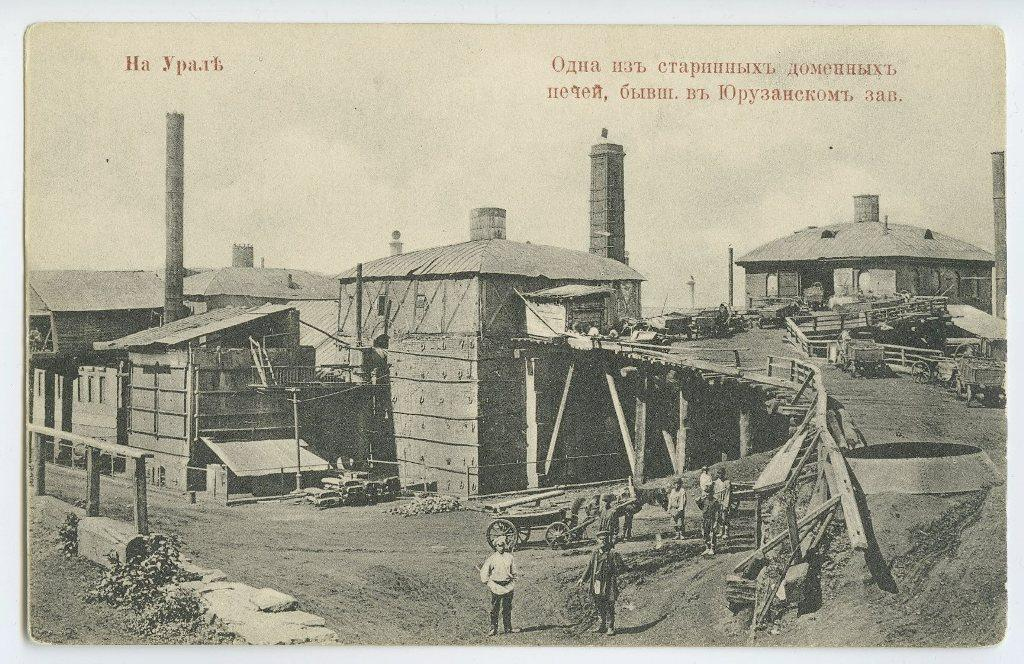 На Уралѣ
Одна изъ старинныхъ доменныхъ
печей, бывш. въ Юрузанскомъ зав.